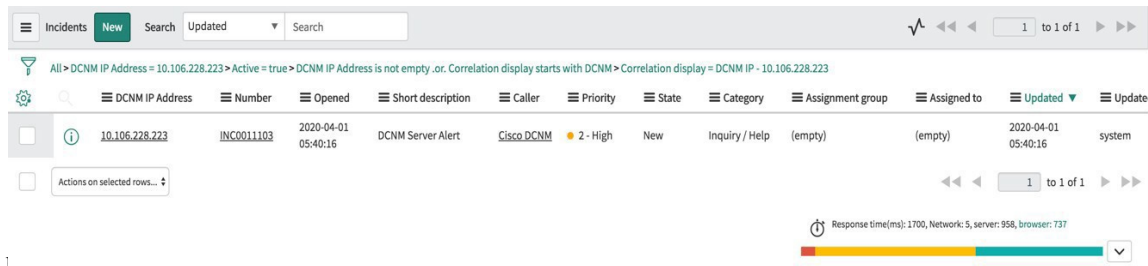 Incidents New Search Updated Search 1 to 1 of 1
All > DCNM IP Address = 10.106.228.223 > Active = true > DCNM IP Address is not empty .or. Correlation display starts with DCNM > Correlation display = DCNM IP - 10.106.228.223
DCNM IP Address Number Opened Short description Caller Priority State Category Assignment group Assigned to Updated Update
10.106.228.223 INC0011103 2020-04-01 05:40:16 DCNM Server Alert Cisco DCNM 2 - High New Inquiry / Help (empty) (empty) 2020-04-01 05:40:16 system
Actions on selected rows... 1 to 1 of 1
Response time(ms): 1700, Network: 5, server: 958, browser: 737